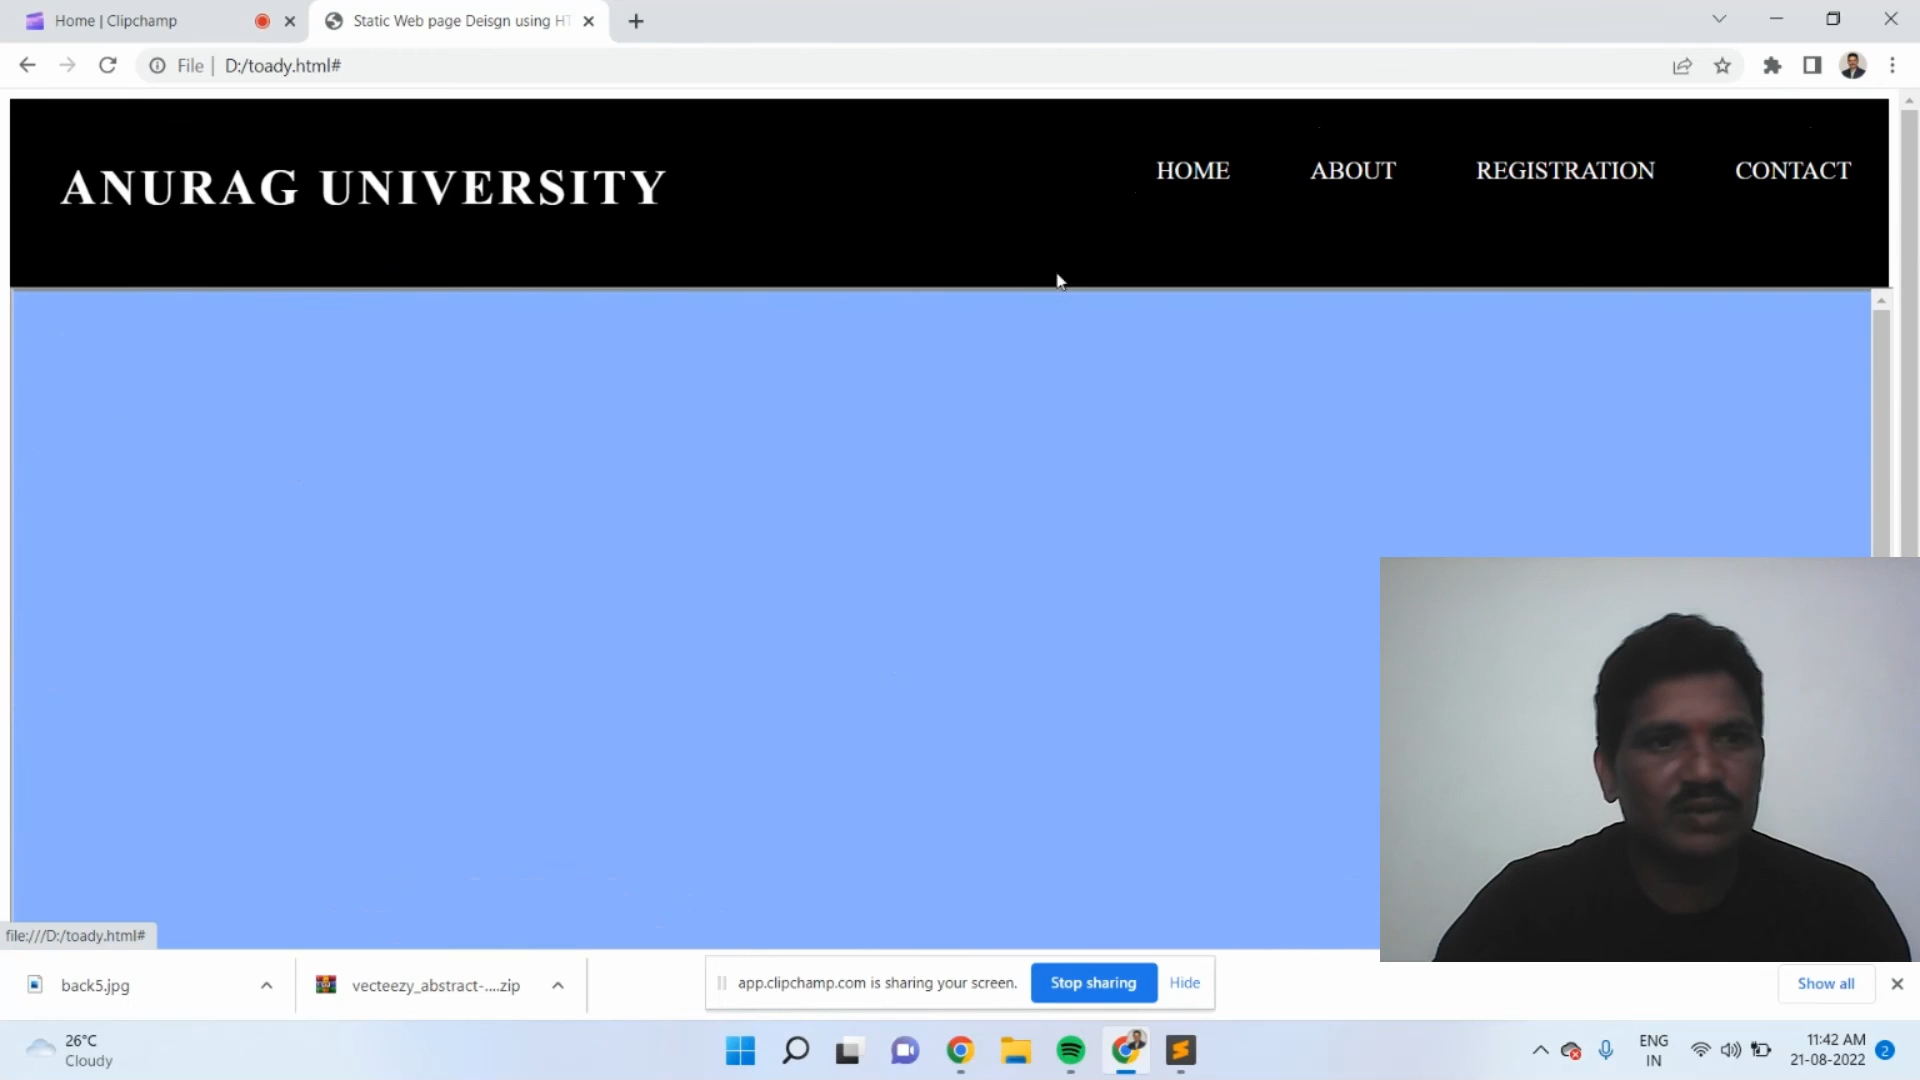 Home | Clipchamp
Static Web page Deisgn using HT
File | D:/toady.html#
ANURAG UNIVERSITY
HOME ABOUT REGISTRATION CONTACT
file:///D:/toady.html#
back5.jpg
vecteezy_abstract-....zip
app.clipchamp.com is sharing your screen.
Stop sharing
Hide
Show all
26°C
Cloudy
ENG
IN
11:42 AM
21-08-2022
2